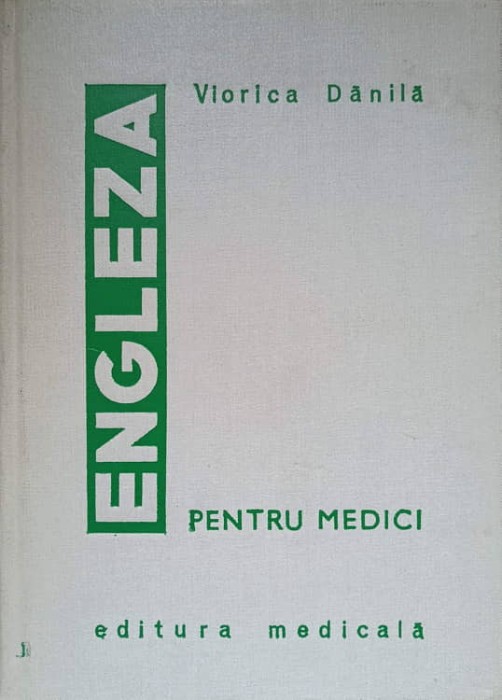 Viorica Dănilă
ENGLEZA
PENTRU MEDICI
editura medicală